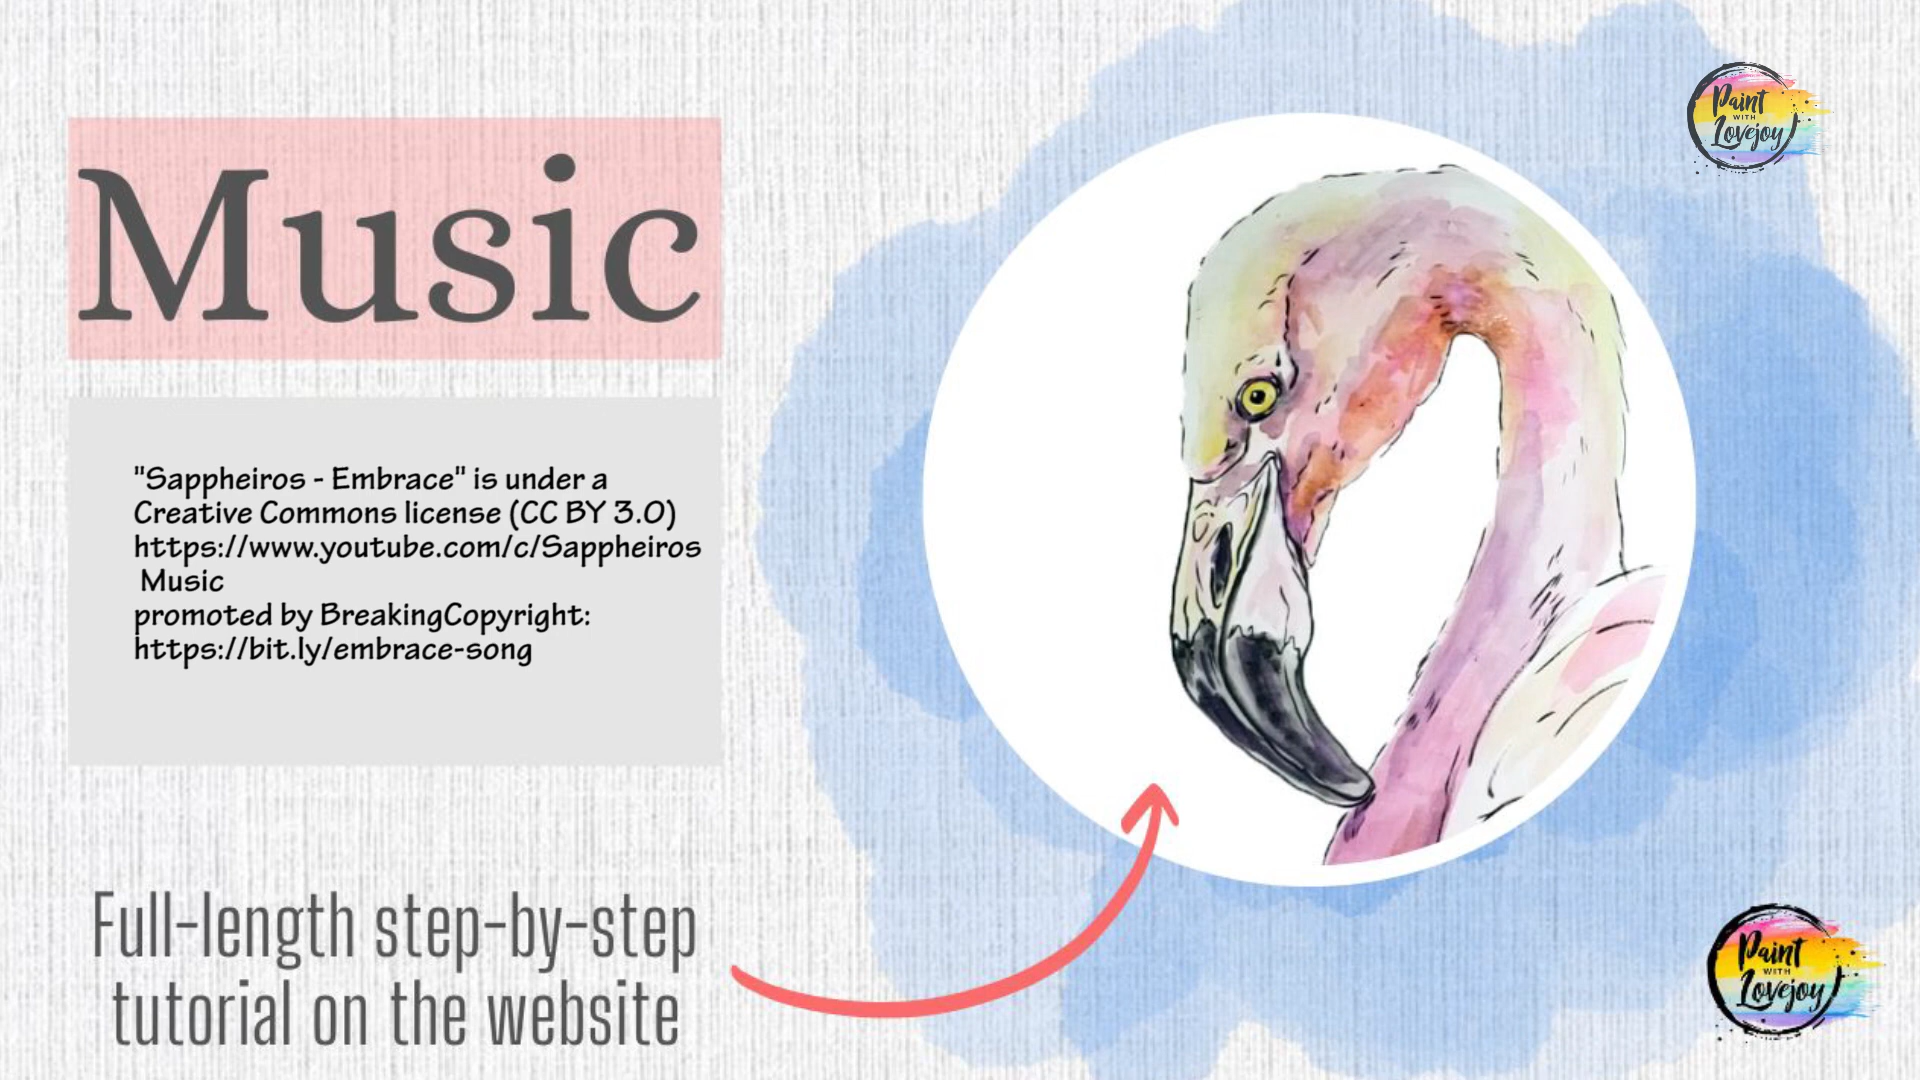 Music
"Sappheiros - Embrace" is under a
Creative Commons license (CC BY 3.0)
https://www.youtube.com/c/Sappheiros
Music
promoted by BreakingCopyright:
https://bit.ly/embrace-song
Full-length step-by-step
tutorial on the website
Paint
WITH
Lovejoy
Paint
WITH
Lovejoy